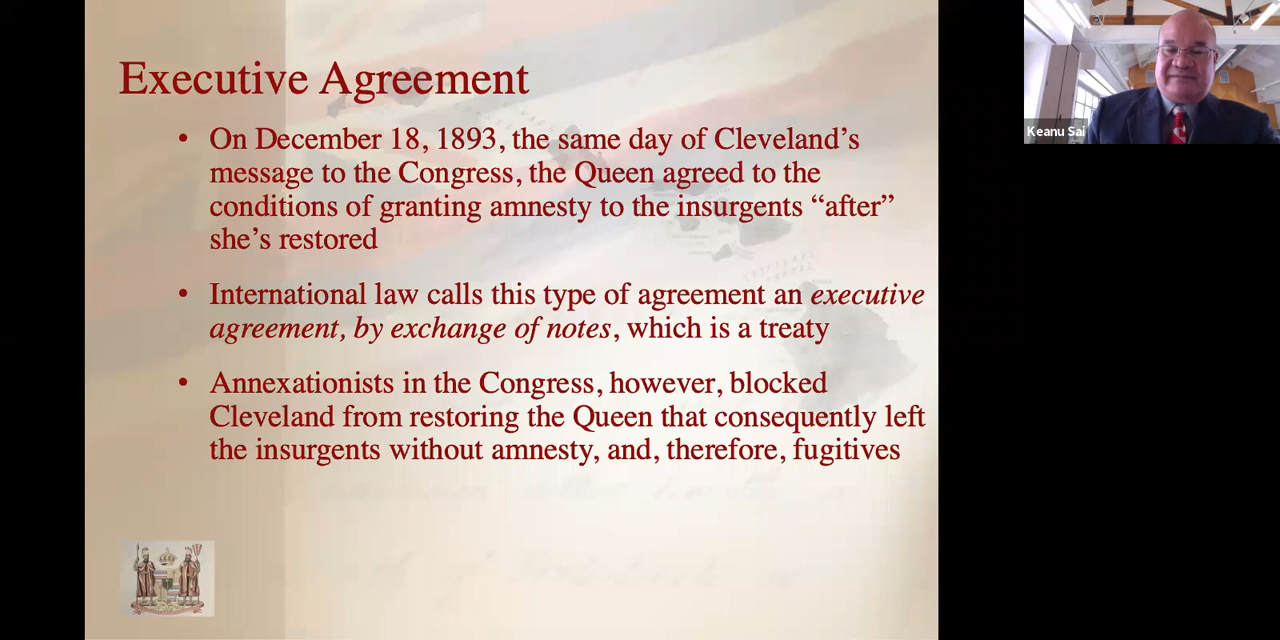 Executive Agreement
• On December 18, 1893, the same day of Cleveland’s
message to the Congress, the Queen agreed to the
conditions of granting amnesty to the insurgents “after”
she’s restored
• International law calls this type of agreement an executive
agreement, by exchange of notes, which is a treaty
• Annexationists in the Congress, however, blocked
Cleveland from restoring the Queen that consequently left
the insurgents without amnesty, and, therefore, fugitives
Keanu Sai